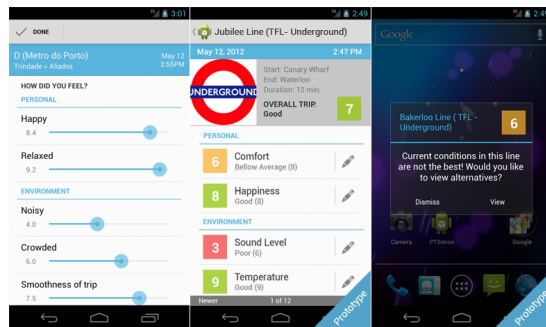 3:01
DONE
D (Metro do Porto)
May 12
Trindade > Aliados
2:55PM
HOW DID YOU FEEL?
PERSONAL
Happy
8.4
Relaxed
9.2
ENVIRONMENT
Noisy
4.0
Crowded
6.0
Smoothness of trip
7.5
2:49
Jubilee Line (TFL- Underground)
May 12, 2012
2:47 PM
UNDERGROUND
Start: Canary Wharf
End: Waterloo
Duration: 12 min.
OVERALL TRIP:
Good
7
PERSONAL
6
Comfort
Bellow Average (8)
8
Happiness
Good (8)
ENVIRONMENT
3
Sound Level
Poor (6)
9
Temperature
Good (9)
Newer
1 of 12
Prototype
2:49
Google
Bakerloo Line ( TFL -
Underground)
6
Current conditions in this line
are not the best! Would you like
to view alternatives?
Dismiss
View
Camera
PTSense
Google
Prototype